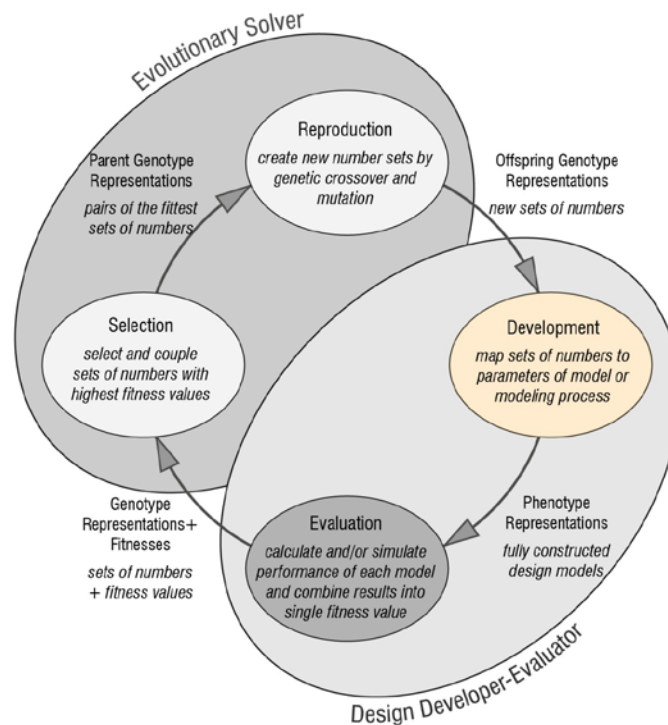 Evolutionary Solver
Reproduction
create new number sets by
genetic crossover and
mutation
Parent Genotype
Representations
pairs of the fittest
sets of numbers
Offspring Genotype
Representations
new sets of numbers
Selection
select and couple
sets of numbers with
highest fitness values
Development
map sets of numbers to
parameters of model or
modeling process
Genotype
Representations+
Fitnesses
sets of numbers
+ fitness values
Evaluation
calculate and/or simulate
performance of each model
and combine results into
single fitness value
Phenotype
Representations
fully constructed
design models
Design Developer-Evaluator